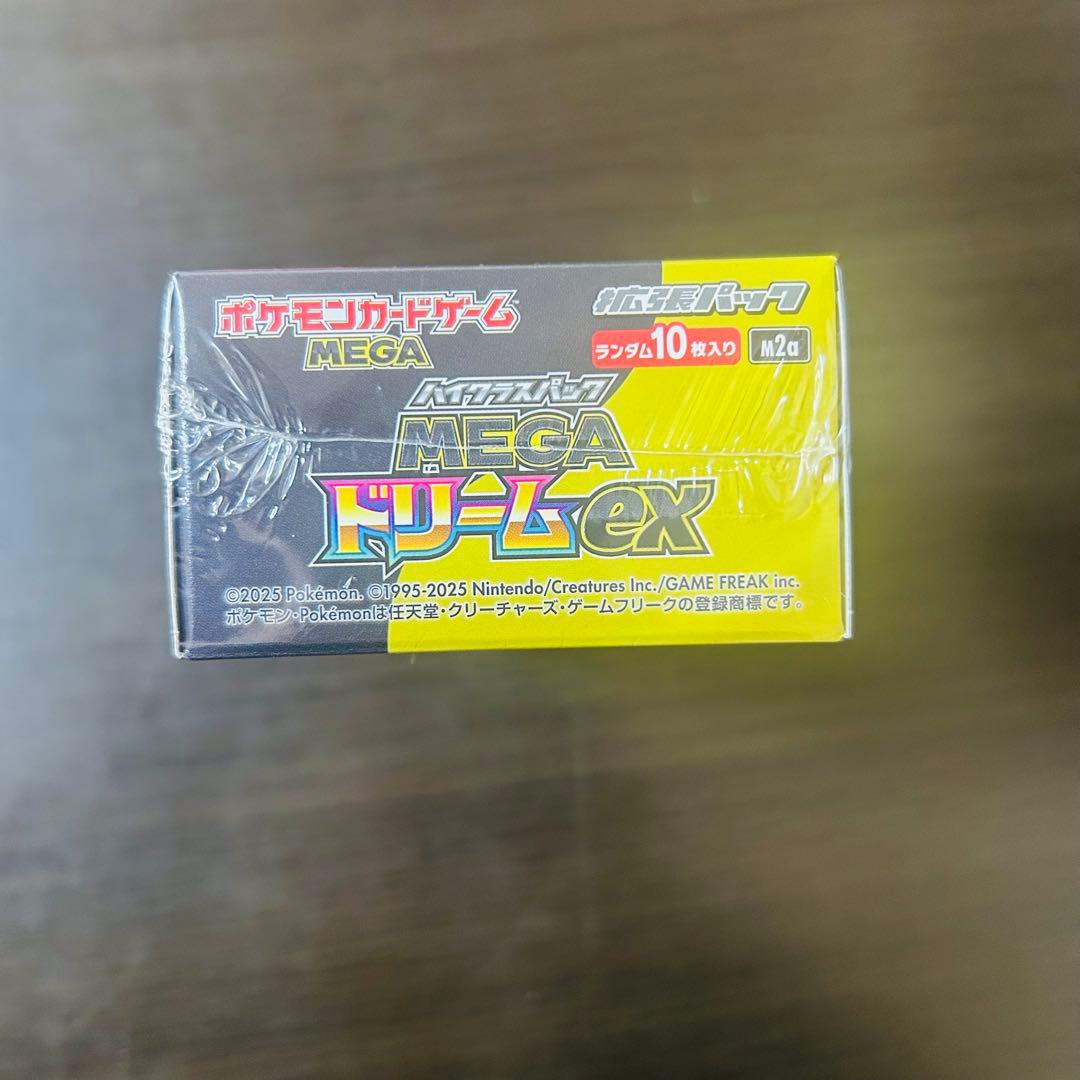 ポケモンカードゲーム
MEGA
拡張パック
ランダム10枚入り
M2a
ハイクラスパック
MEGA
ドリームex
©2025 Pokémon. ©1995-2025 Nintendo/Creatures Inc./GAME FREAK inc.
ポケモン・Pokémonは任天堂・クリーチャーズ・ゲームフリークの登録商標です。